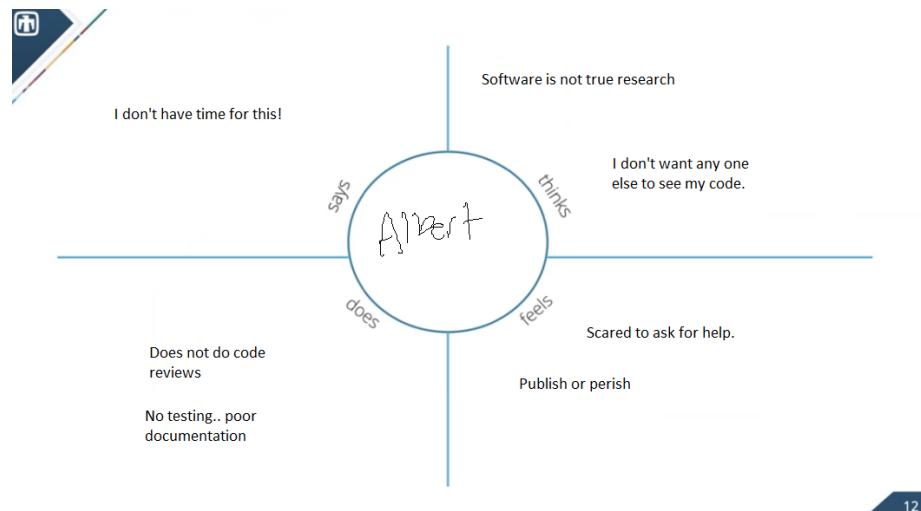 Software is not true research
I don't have time for this!
I don't want any one
else to see my code.
says
thinks
Albert
does
feels
Scared to ask for help.
Does not do code
reviews
Publish or perish
No testing.. poor
documentation
12